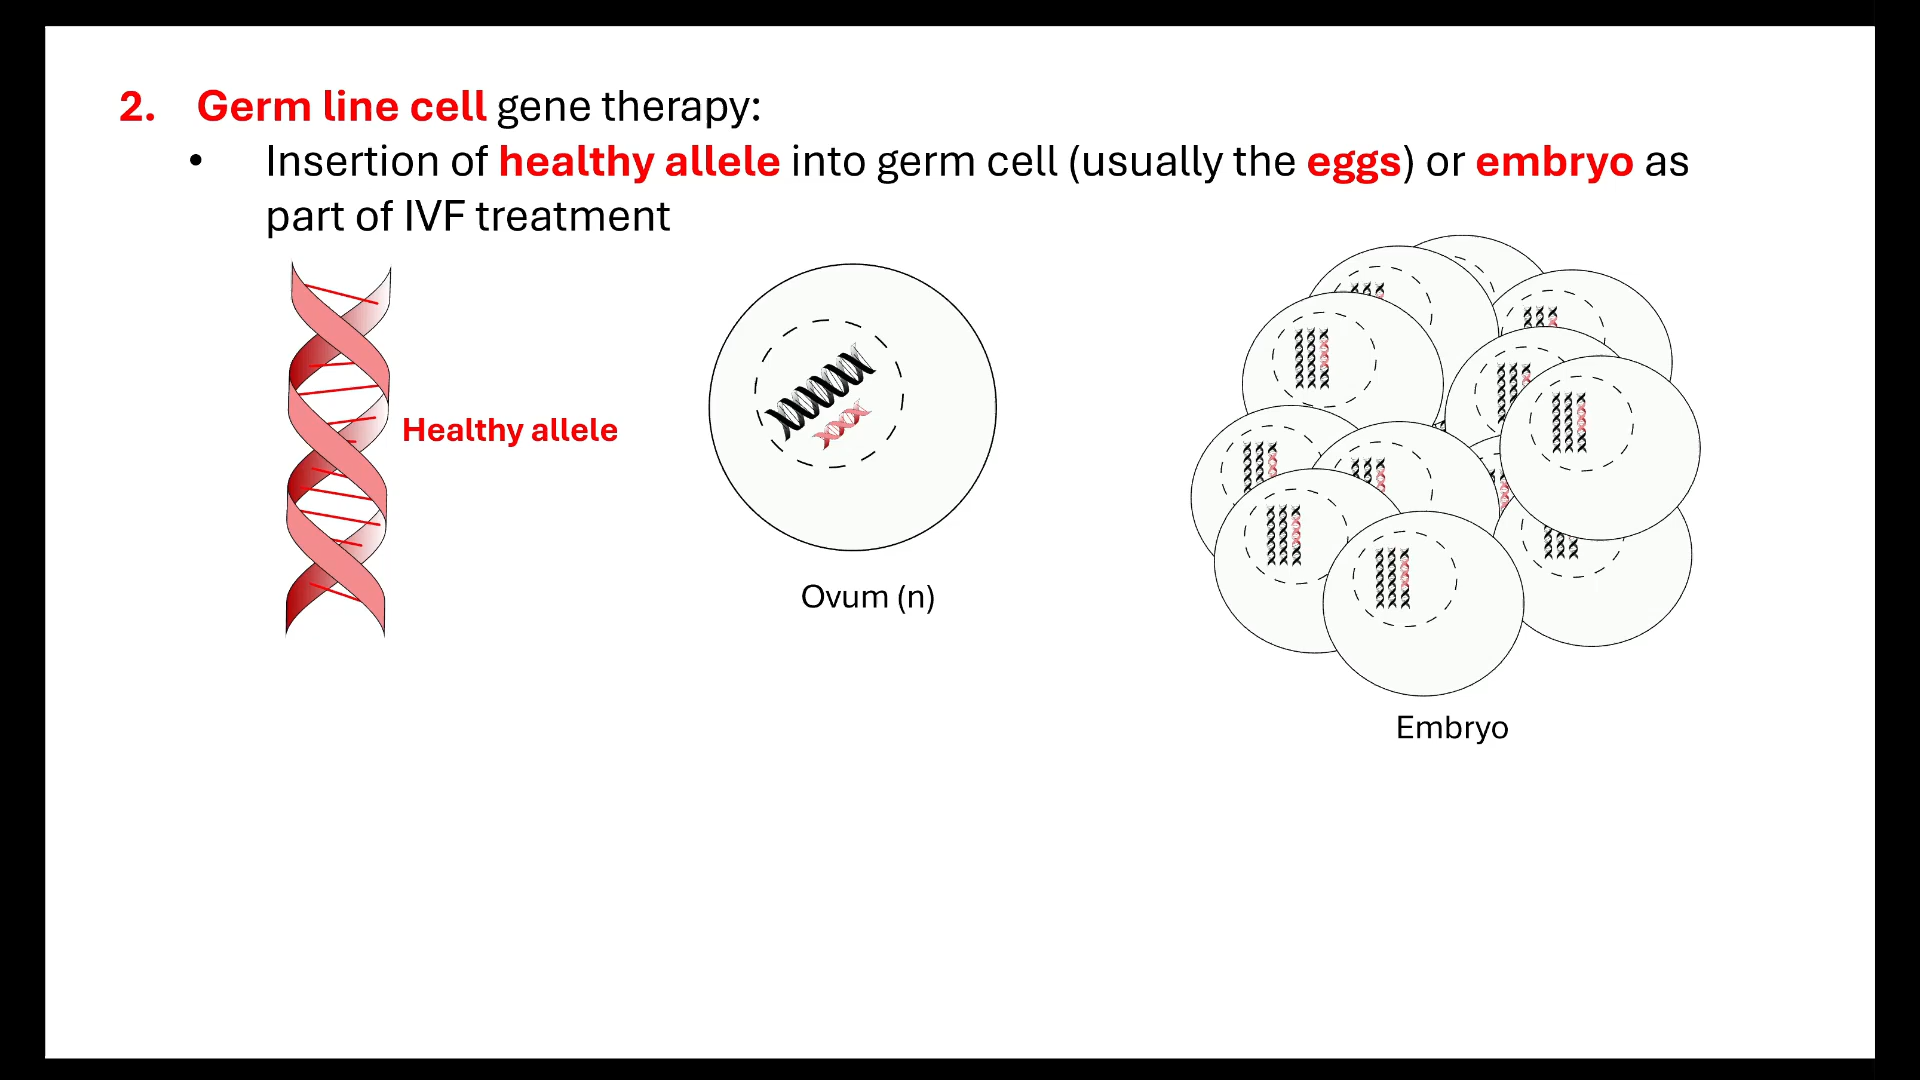 2. Germ line cell gene therapy:
• Insertion of healthy allele into germ cell (usually the eggs) or embryo as
part of IVF treatment
Healthy allele
Ovum (n)
Embryo